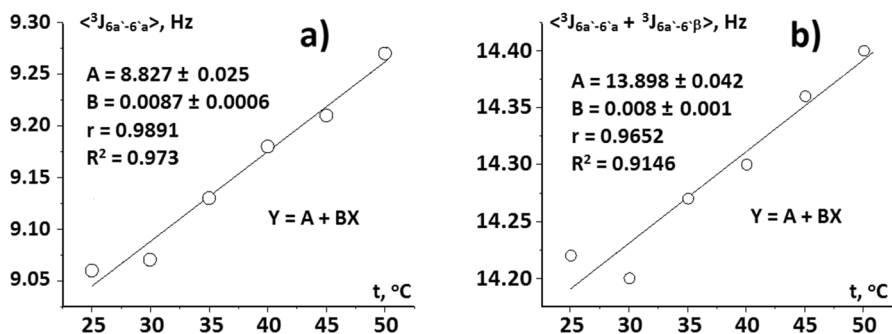 <³J6a`-6`a>, Hz
a)
A = 8.827 ± 0.025
B = 0.0087 ± 0.0006
r = 0.9891
R² = 0.973
Y = A + BX
t, °C
9.30
9.25
9.20
9.15
9.10
9.05
25 30 35 40 45 50
<³J6a`-6`a + ³J6a`-6`β>, Hz
b)
A = 13.898 ± 0.042
B = 0.008 ± 0.001
r = 0.9652
R² = 0.9146
Y = A + BX
t, °C
14.40
14.35
14.30
14.25
14.20
25 30 35 40 45 50